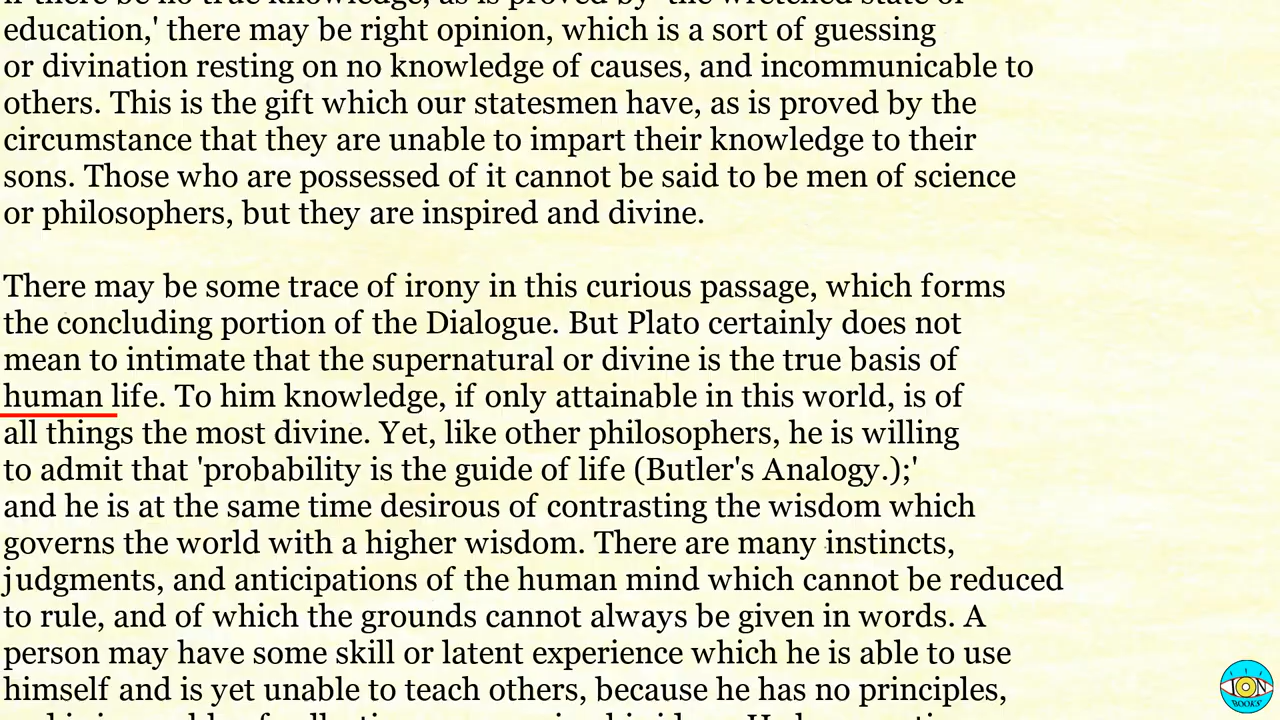 education,' there may be right opinion, which is a sort of guessing
or divination resting on no knowledge of causes, and incommunicable to
others. This is the gift which our statesmen have, as is proved by the
circumstance that they are unable to impart their knowledge to their
sons. Those who are possessed of it cannot be said to be men of science
or philosophers, but they are inspired and divine.
There may be some trace of irony in this curious passage, which forms
the concluding portion of the Dialogue. But Plato certainly does not
mean to intimate that the supernatural or divine is the true basis of
human life. To him knowledge, if only attainable in this world, is of
all things the most divine. Yet, like other philosophers, he is willing
to admit that 'probability is the guide of life (Butler's Analogy.);'
and he is at the same time desirous of contrasting the wisdom which
governs the world with a higher wisdom. There are many instincts,
judgments, and anticipations of the human mind which cannot be reduced
to rule, and of which the grounds cannot always be given in words. A
person may have some skill or latent experience which he is able to use
himself and is yet unable to teach others, because he has no principles,
ION
BOOKS